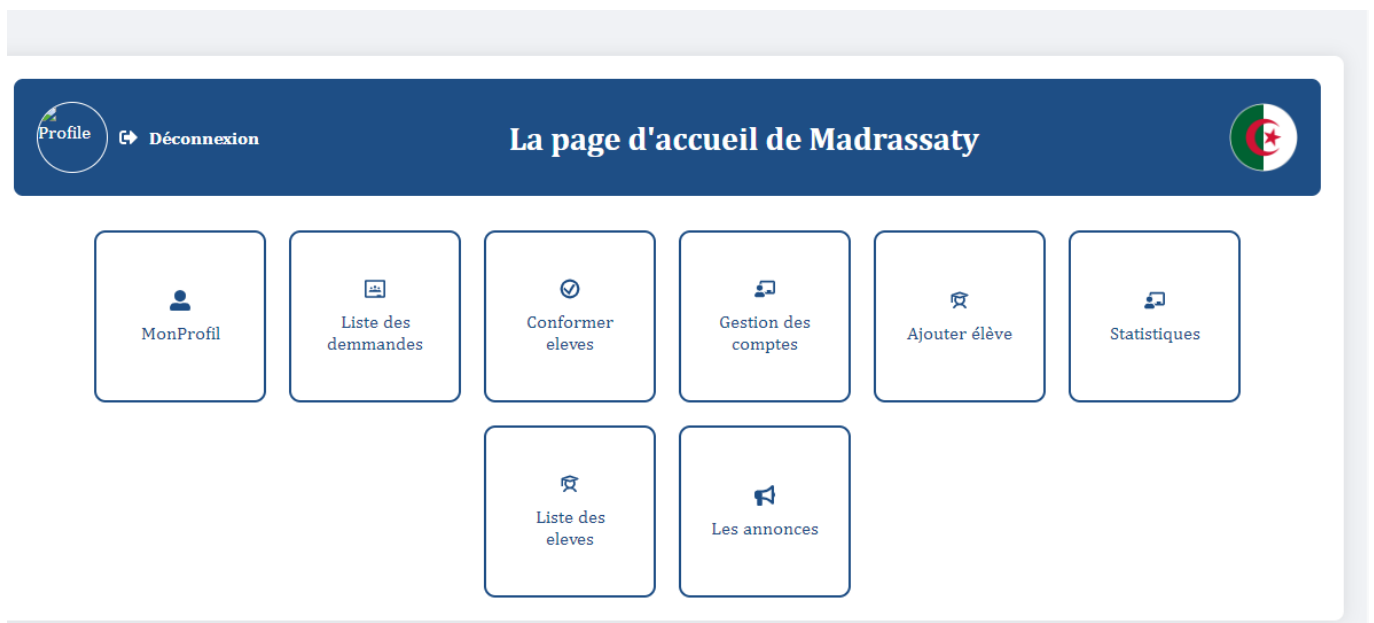 Profile
Déconnexion
La page d'accueil de Madrassaty
MonProfil
Liste des
demmandes
Conformer
eleves
Gestion des
comptes
Ajouter élève
Statistiques
Liste des
eleves
Les annonces